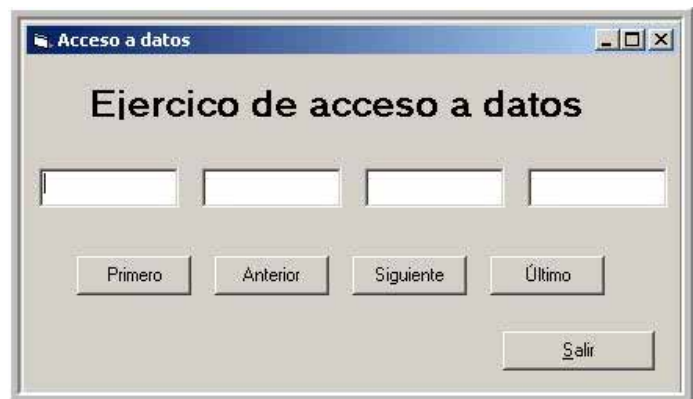 Acceso a datos
Ejercico de acceso a datos
Primero Anterior Siguiente Último
Salir